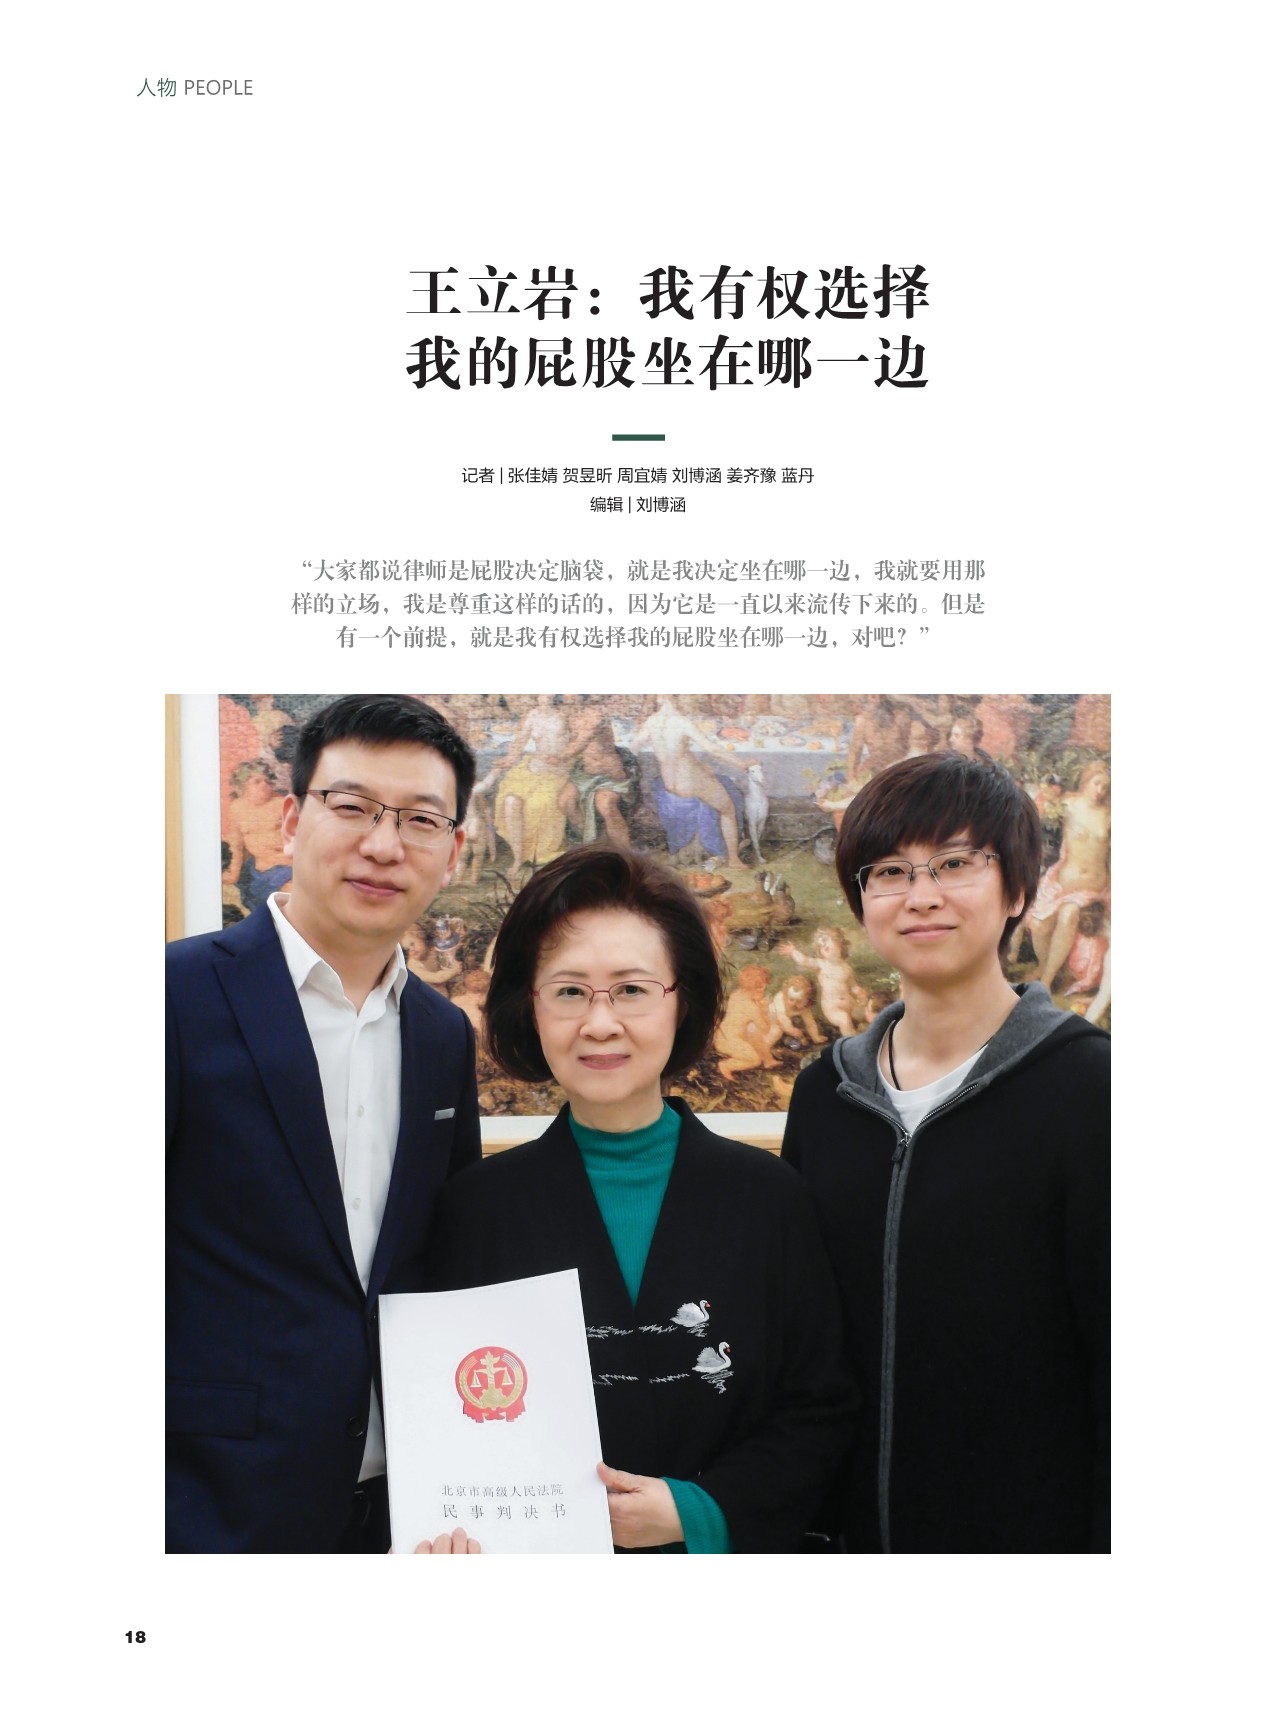 人物 PEOPLE
王立岩：我有权选择
我的屁股坐在哪一边
记者 | 张佳婧 贺昱昕 周宜婧 刘博涵 姜齐豫 蓝丹
编辑 | 刘博涵
“大家都说律师是屁股决定脑袋，就是我决定坐在哪一边，我就要用那
样的立场，我是尊重这样的话的，因为它是一直以来流传下来的。但是
有一个前提，就是我有权选择我的屁股坐在哪一边，对吧？”
北京市高级人民法院
民事判决书
18